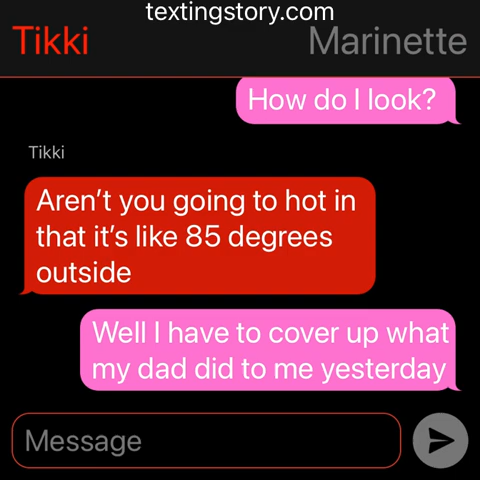 textingstory.com
Tikki Marinette
How do I look?
Tikki
Aren’t you going to hot in
that it’s like 85 degrees
outside
Well I have to cover up what
my dad did to me yesterday
Message